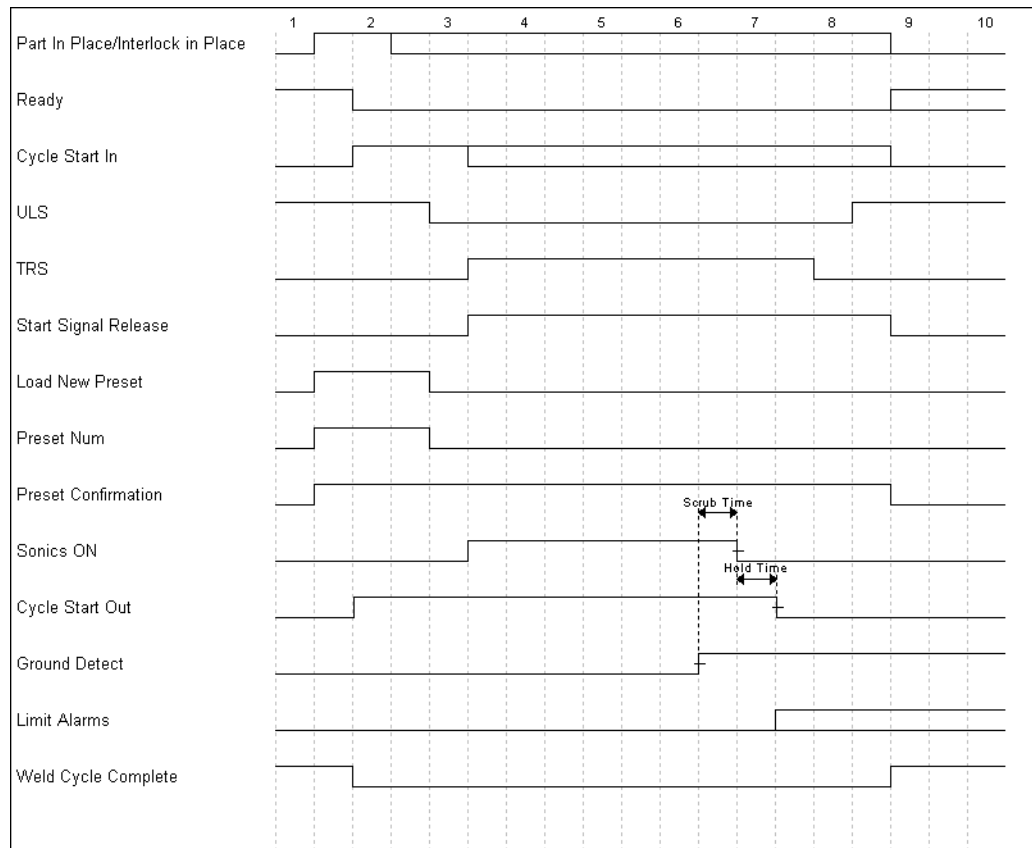 1 2 3 4 5 6 7 8 9 10
Part In Place/Interlock in Place
Ready
Cycle Start In
ULS
TRS
Start Signal Release
Load New Preset
Preset Num
Preset Confirmation
Scrub Time
Sonics ON
Hold Time
Cycle Start Out
Ground Detect
Limit Alarms
Weld Cycle Complete